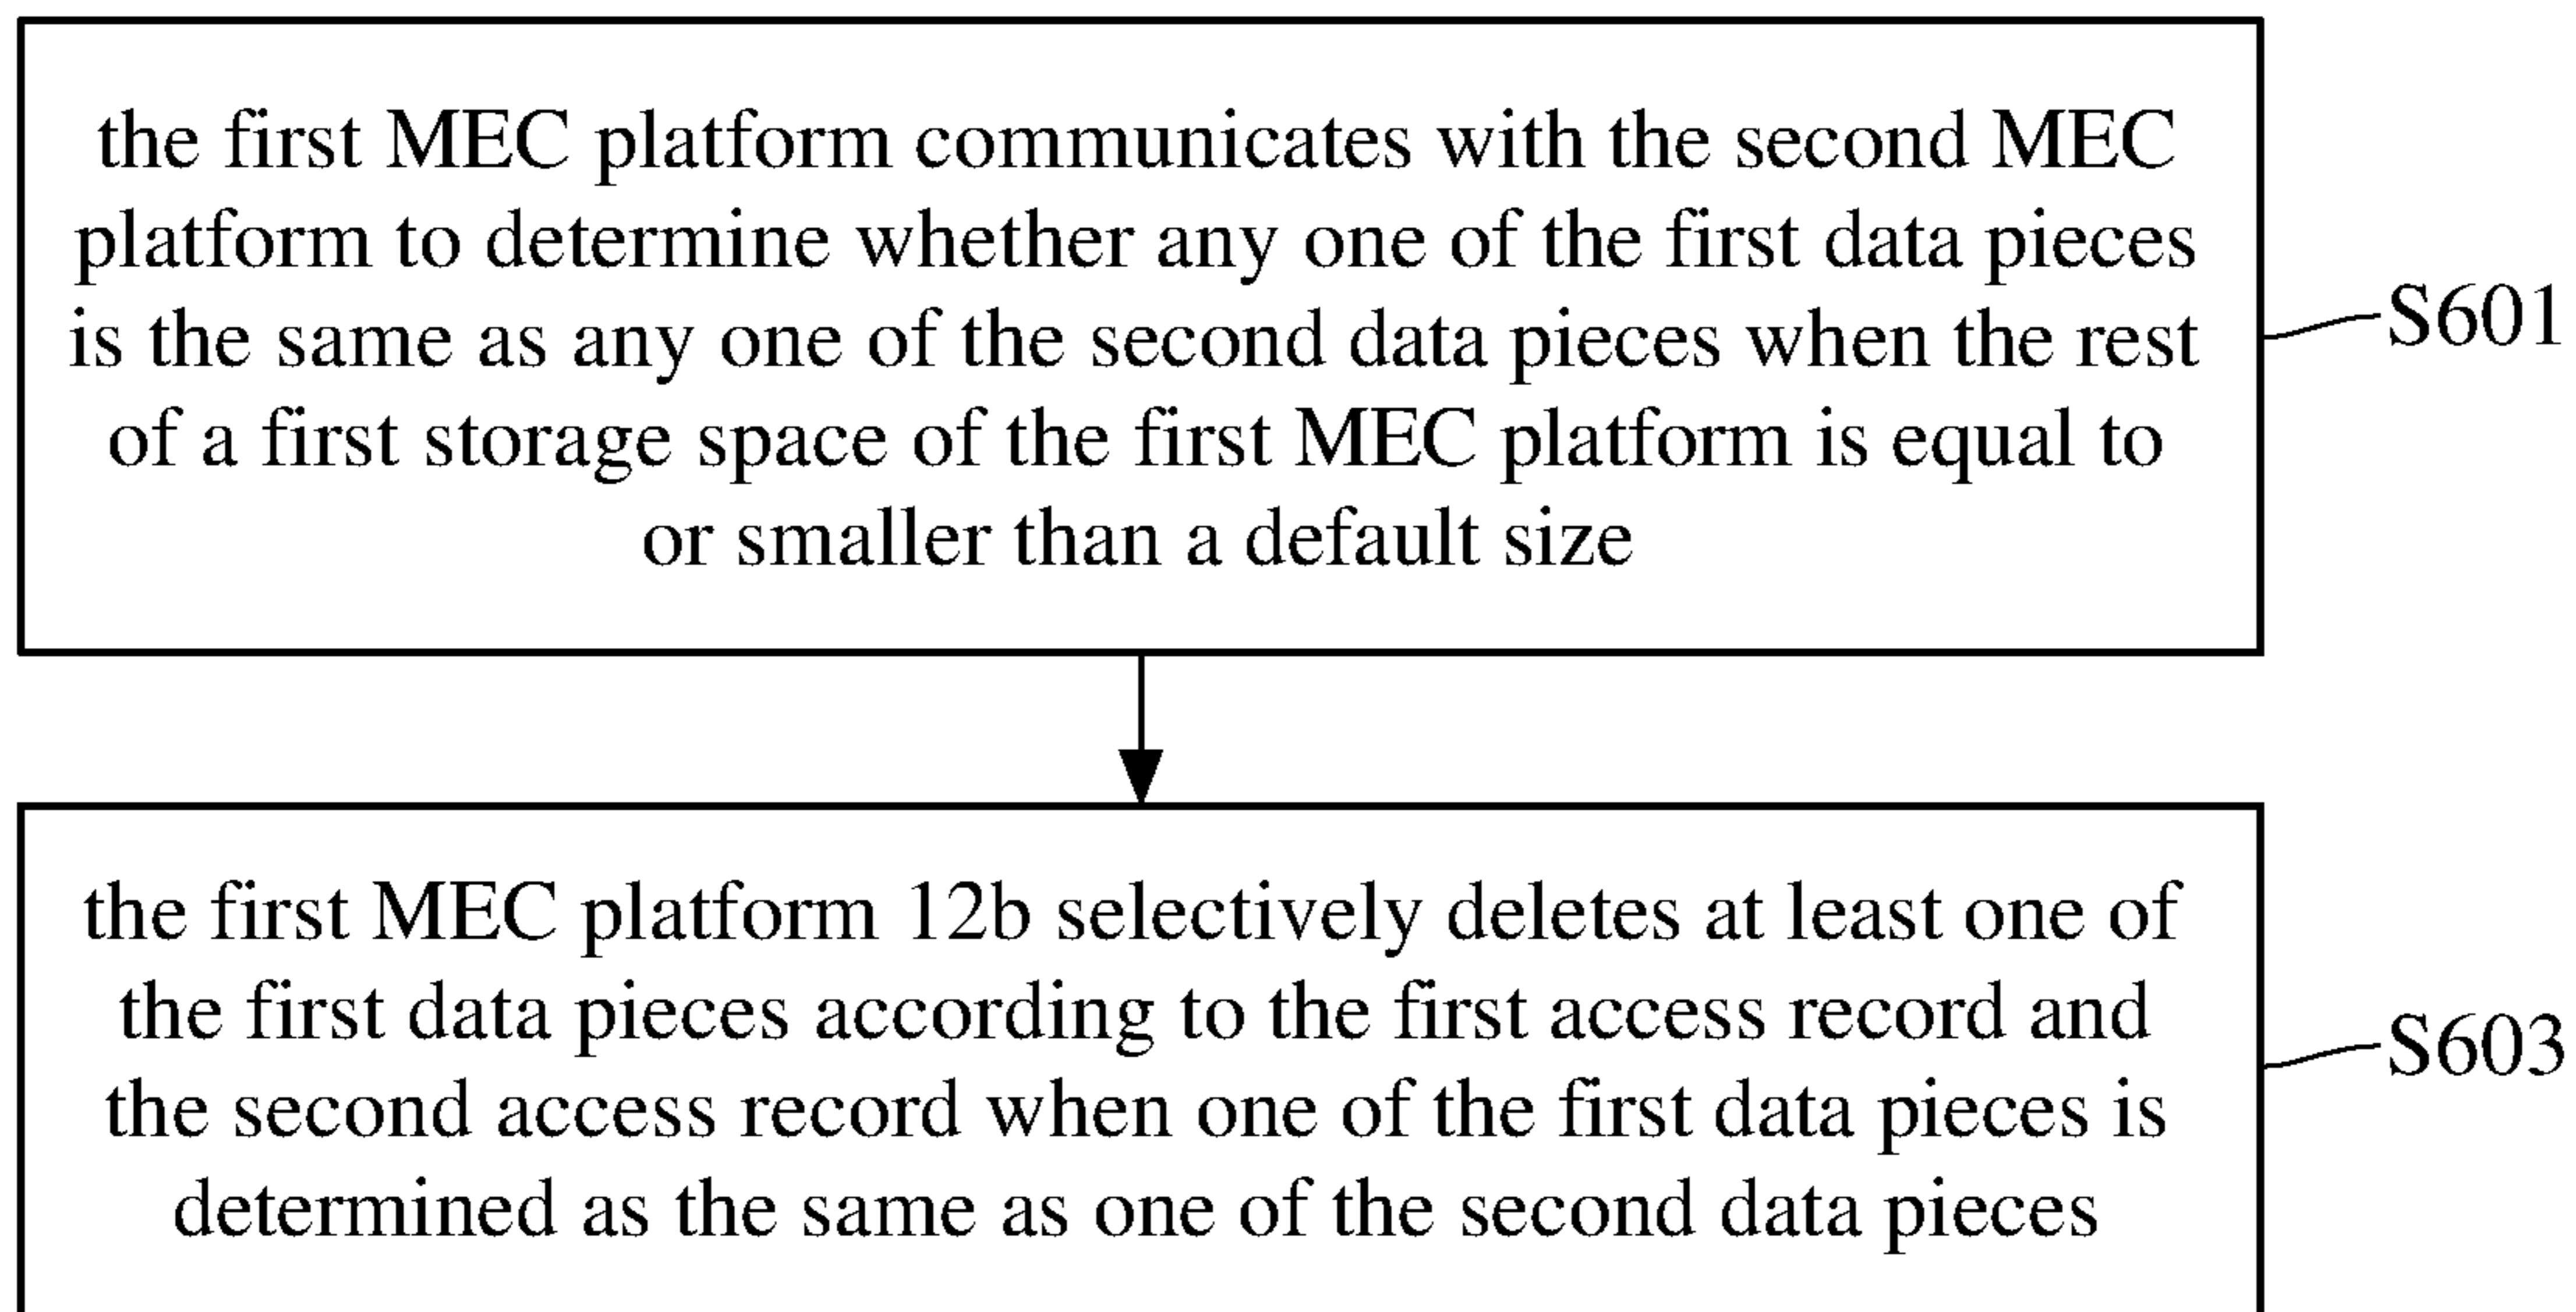 the first MEC platform communicates with the second MEC
platform to determine whether any one of the first data pieces
is the same as any one of the second data pieces when the rest
of a first storage space of the first MEC platform is equal to
or smaller than a default size
S601
the first MEC platform 12b selectively deletes at least one of
the first data pieces according to the first access record and
the second access record when one of the first data pieces is
determined as the same as one of the second data pieces
S603